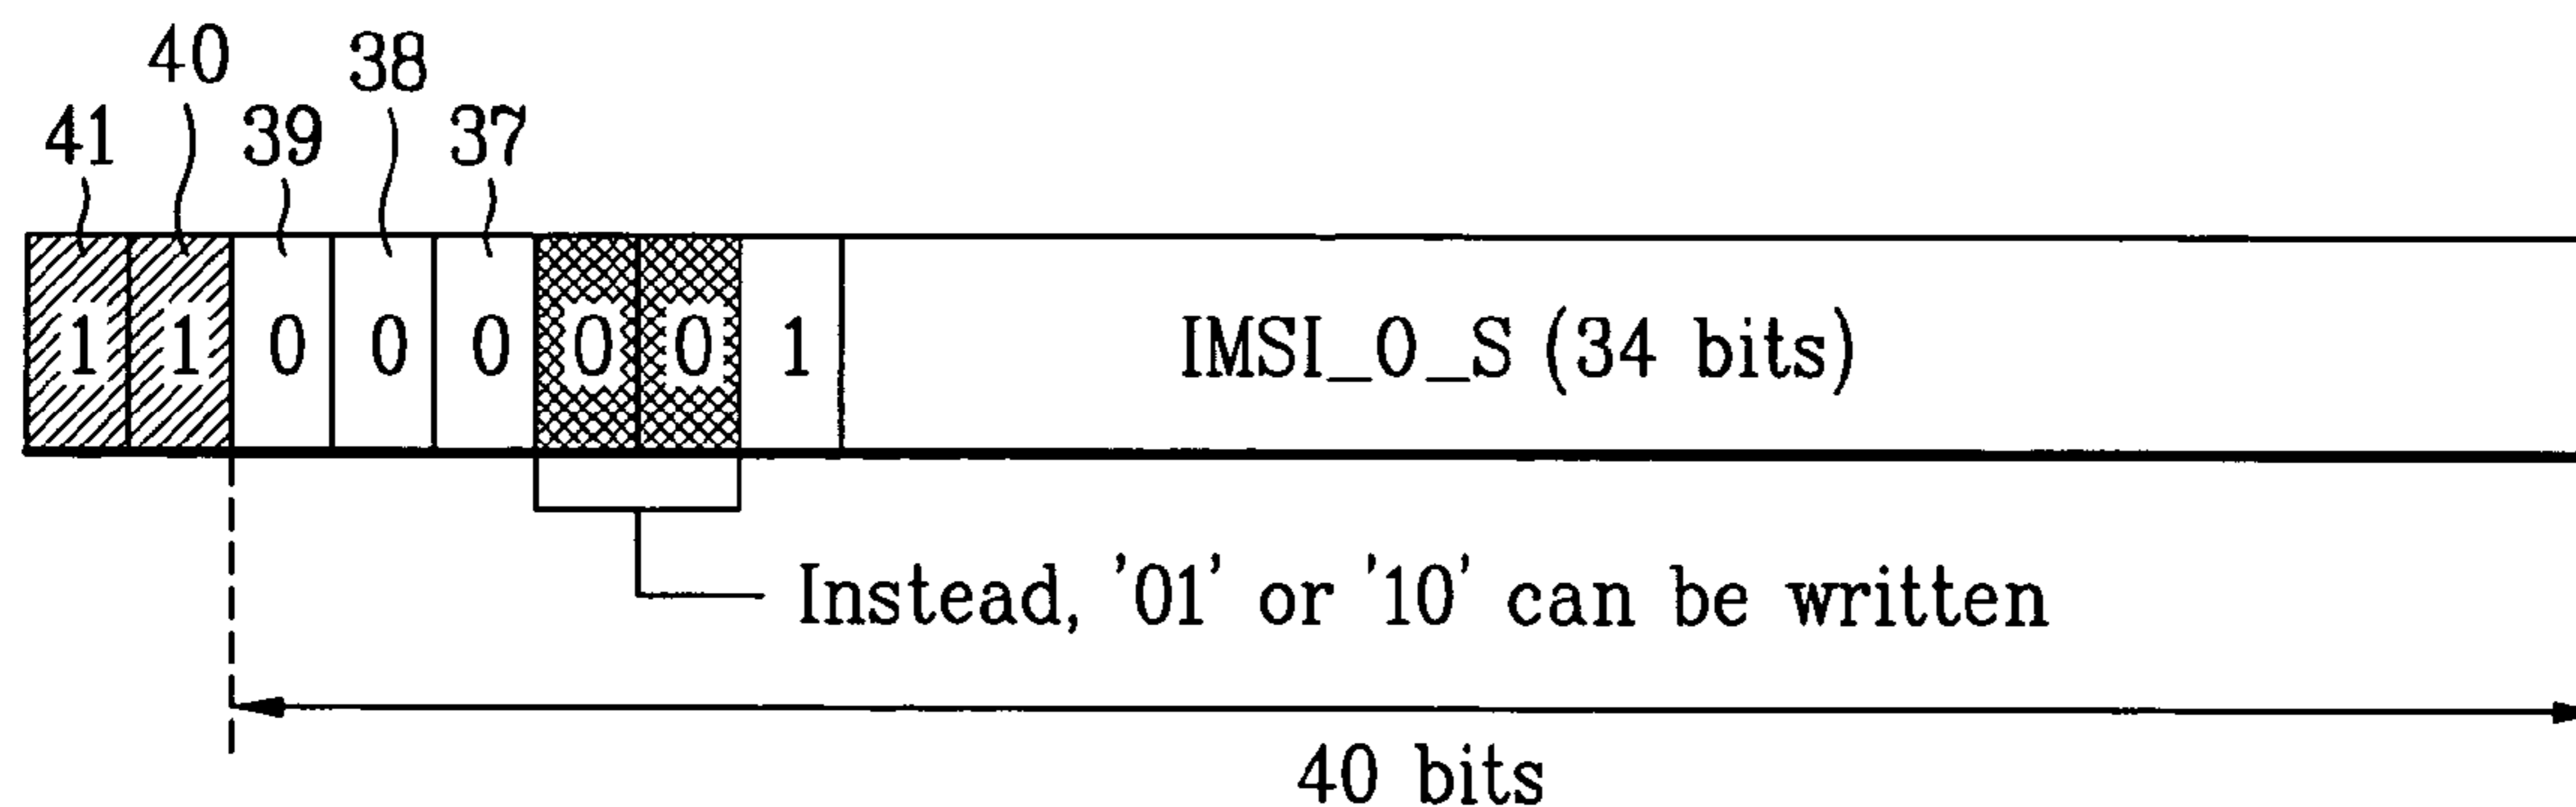 40 38
41 39 37
1 1 0 0 0 0 0 1 IMSI_O_S (34 bits)
Instead, '01' or '10' can be written
40 bits